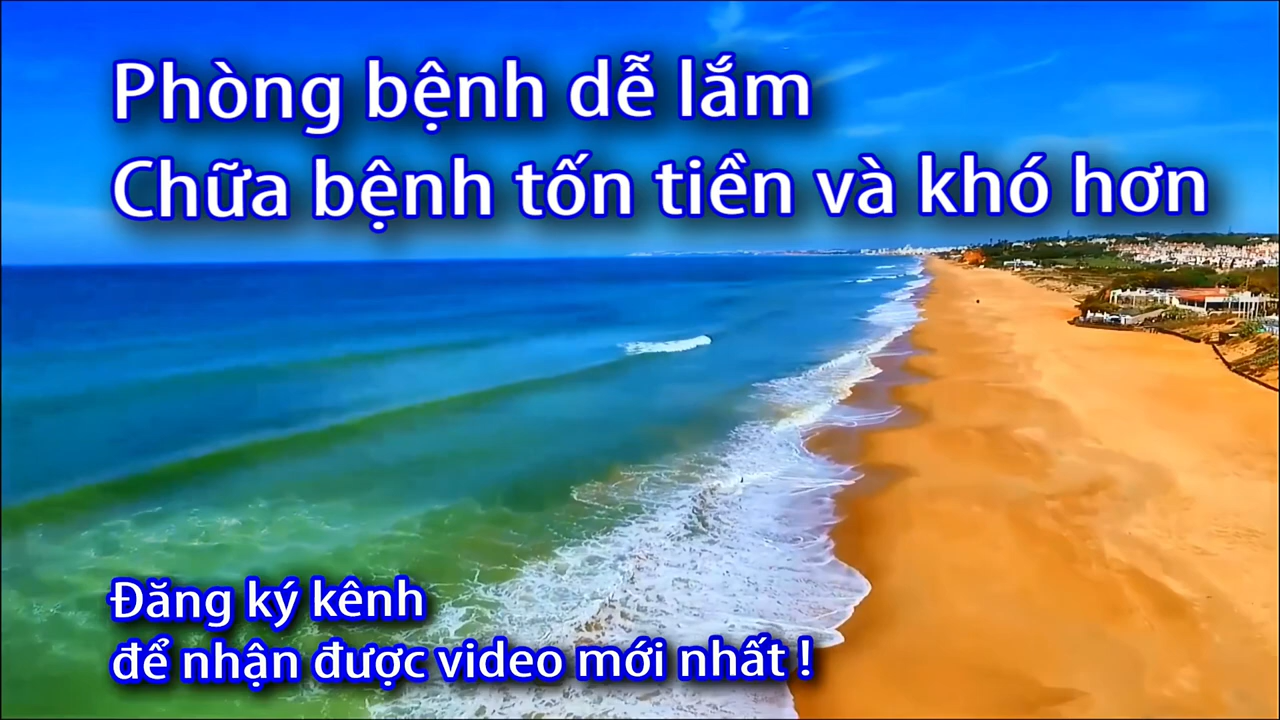 Phòng bệnh dễ lắm
Chữa bệnh tốn tiền và khó hơn
Đăng ký kênh
để nhận được video mới nhất !